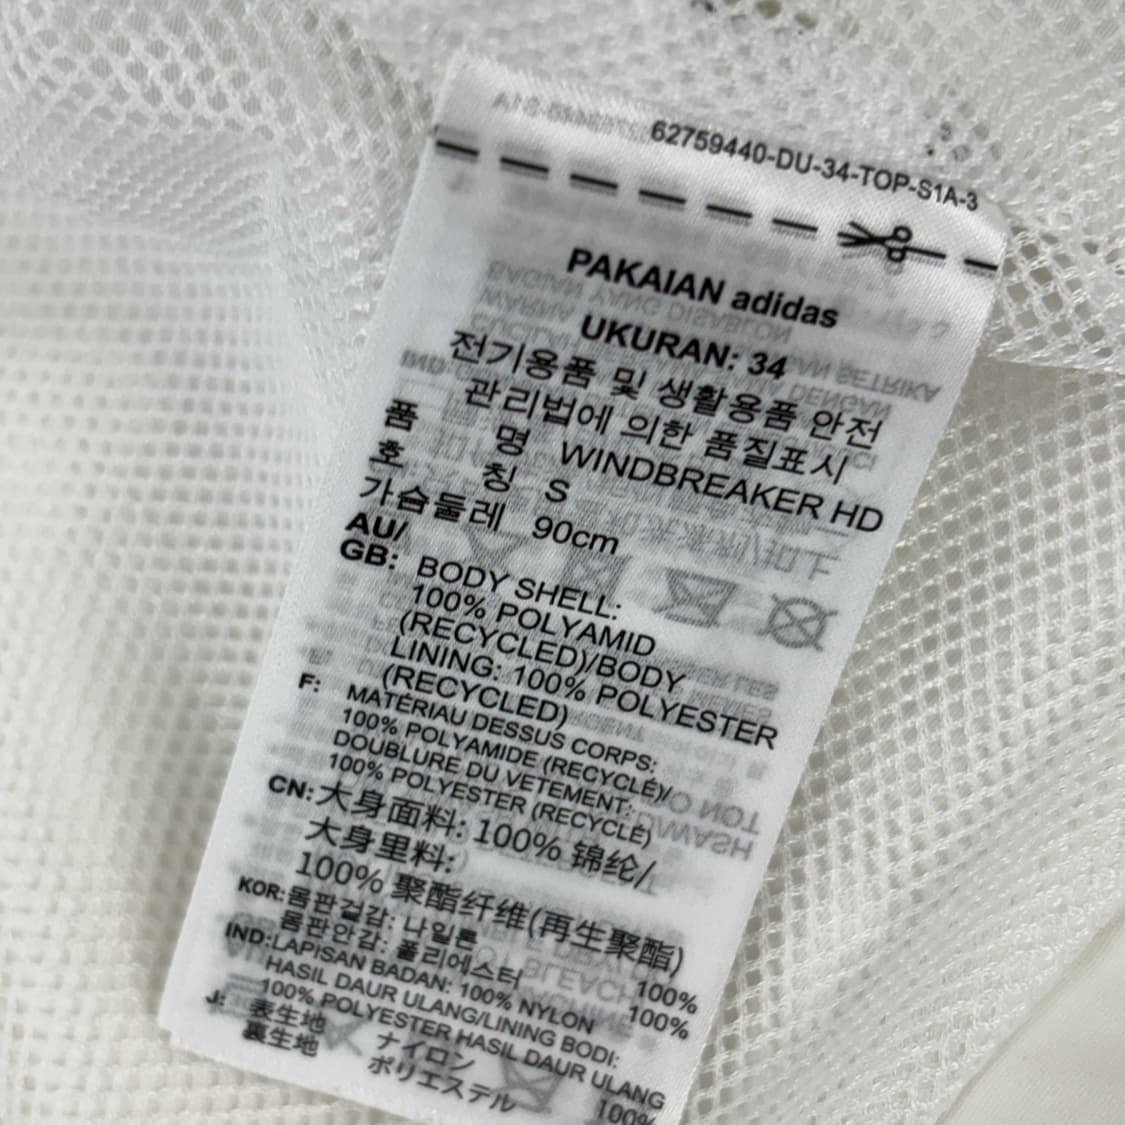 62759440-DU-34-TOP-S1A-3
PAKAIAN adidas
UKURAN: 34
전기용품 및 생활용품 안전
관리법에 의한 품질표시
품 명 WINDBREAKER HD
호 칭 S
가슴둘레 90cm
AU/
GB: BODY SHELL:
100% POLYAMID
(RECYCLED)/BODY
LINING: 100% POLYESTER
(RECYCLED)
F: MATÉRIAU DESSUS CORPS:
100% POLYAMIDE (RECYCLÉ)/
DOUBLURE DU VETEMENT:
100% POLYESTER (RECYCLÉ)
CN:大身面料: 100% 锦纶/
大身里料:
100% 聚酯纤维(再生聚酯)
KOR:몸판겉감: 나일론 100%
몸판안감: 폴리에스터 100%
IND:LAPISAN BADAN: 100% NYLON
HASIL DAUR ULANG/LINING BODI:
100% POLYESTER HASIL DAUR ULANG
J: 表生地 ナイロン 100%
裏生地 ポリエステル